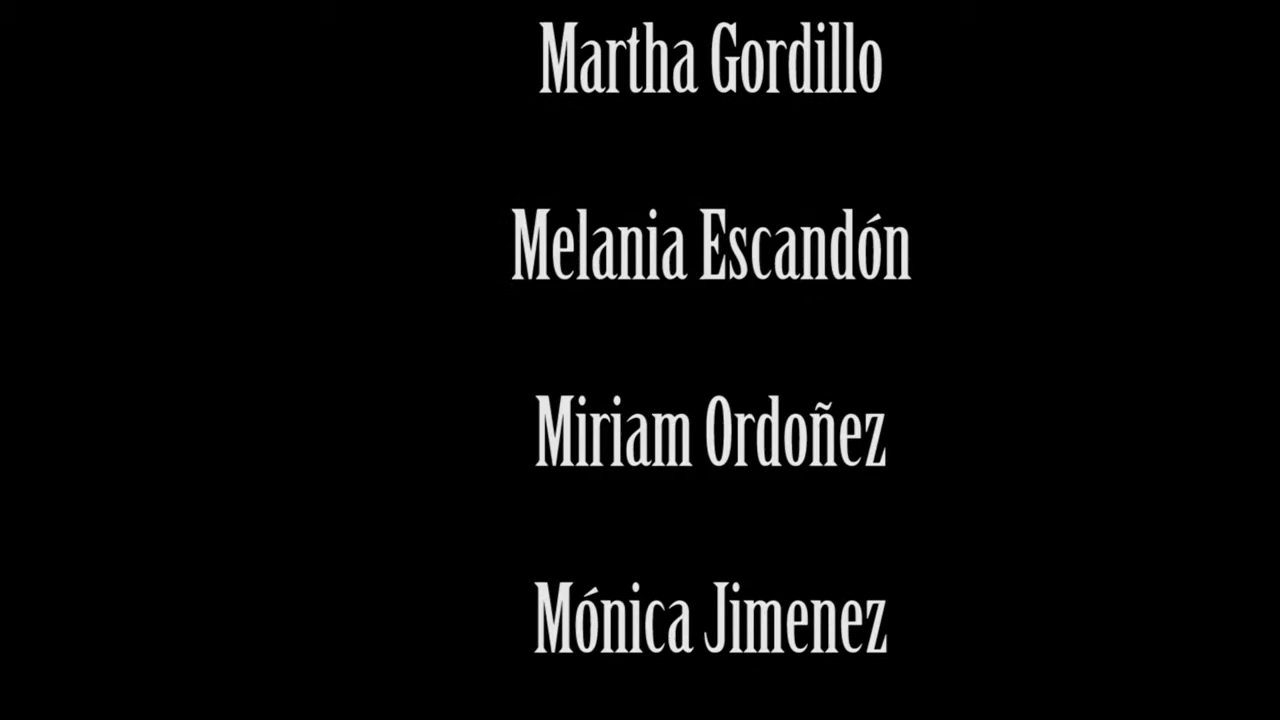 Martha Gordillo
Melania Escandón
Miriam Ordoñez
Mónica Jimenez